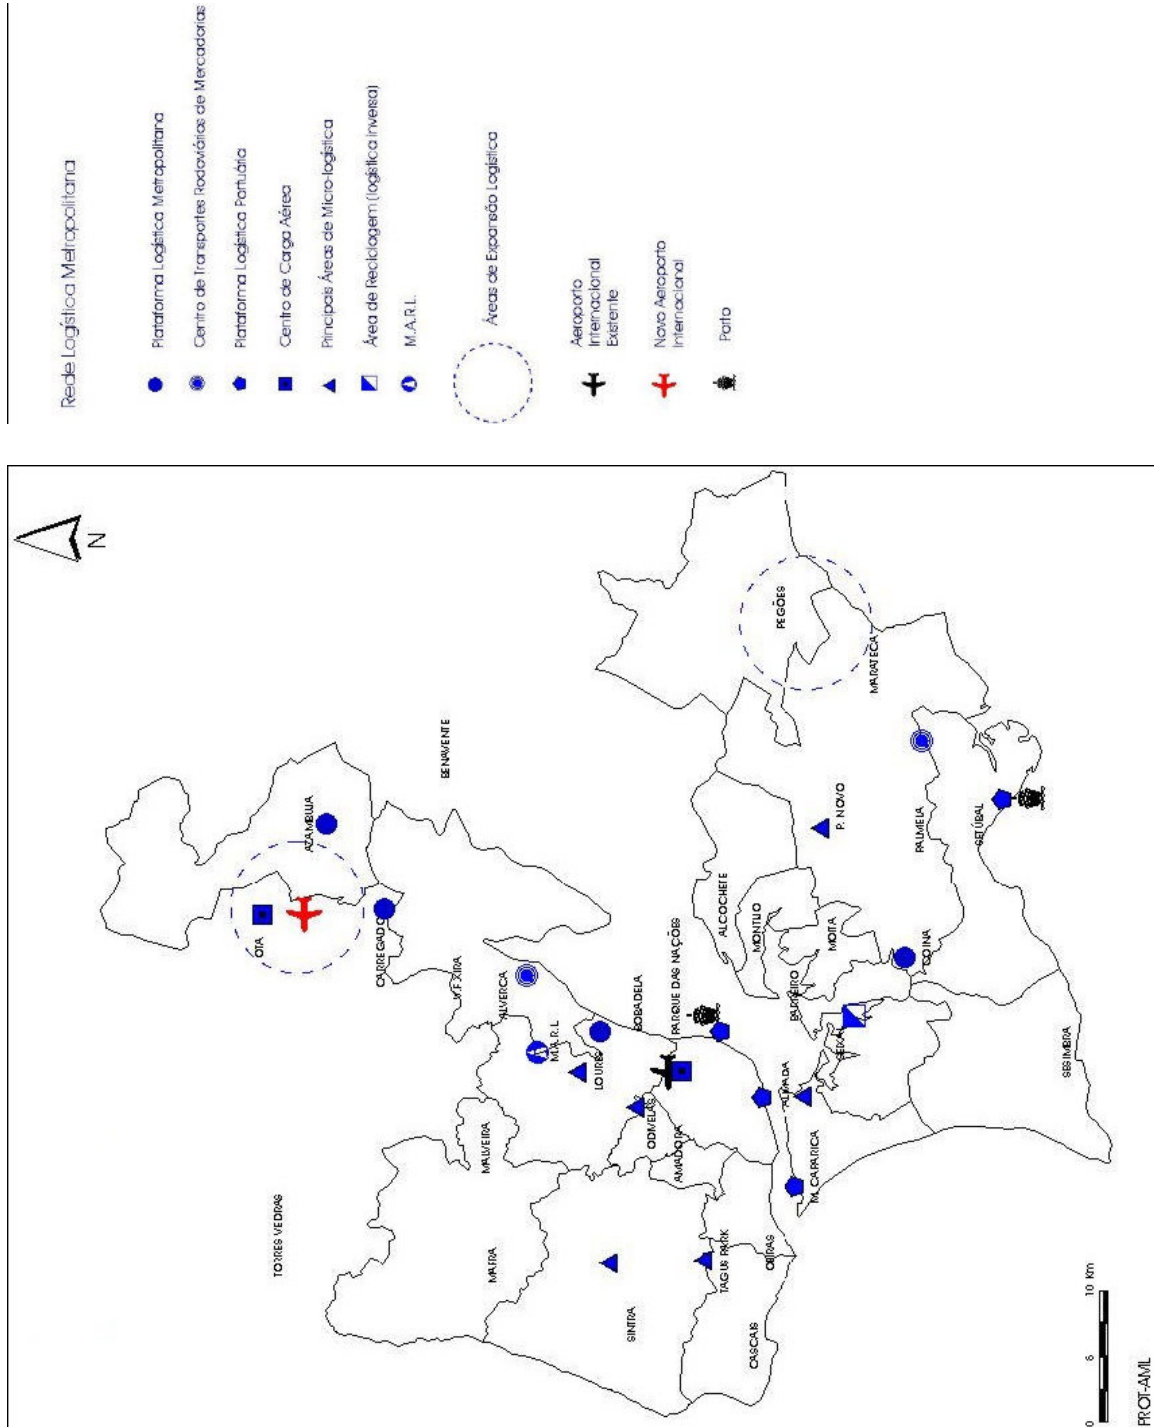 Rede Logística Metropolitana
Plataforma Logística Metropolitana
Centro de Transportes Rodoviários de Mercadorias
Plataforma Logística Portuária
Centro de Carga Aérea
Principais Áreas de Micro-logística
Área de Reciclagem (logística inversa)
M.A.R.L.
Áreas de Expansão Logística
Aeroporto
Internacional
Existente
Novo Aeroporto
Internacional
Porto
N
TORRES VEDRAS
OTA
AZAMBUJA
CARREGADO
BENAVENTE
V.F.XIRA
ALVERCA
MALVEIRA
MAFRA
M.A.R.L.
LOURES
BOBADELA
SINTRA
ODIVELAS
AMADORA
PARQUE DAS NAÇÕES
TAGUS PARK
OEIRAS
CASCAIS
ALCOCHETE
MONTIJO
PEGÕES
BARREIRO
MOITA
P. NOVO
MARATECA
ALMADA
M. CAPARICA
SEIXAL
COINA
PALMELA
SETÚBAL
SESIMBRA
0
10 Km
PROT-AML